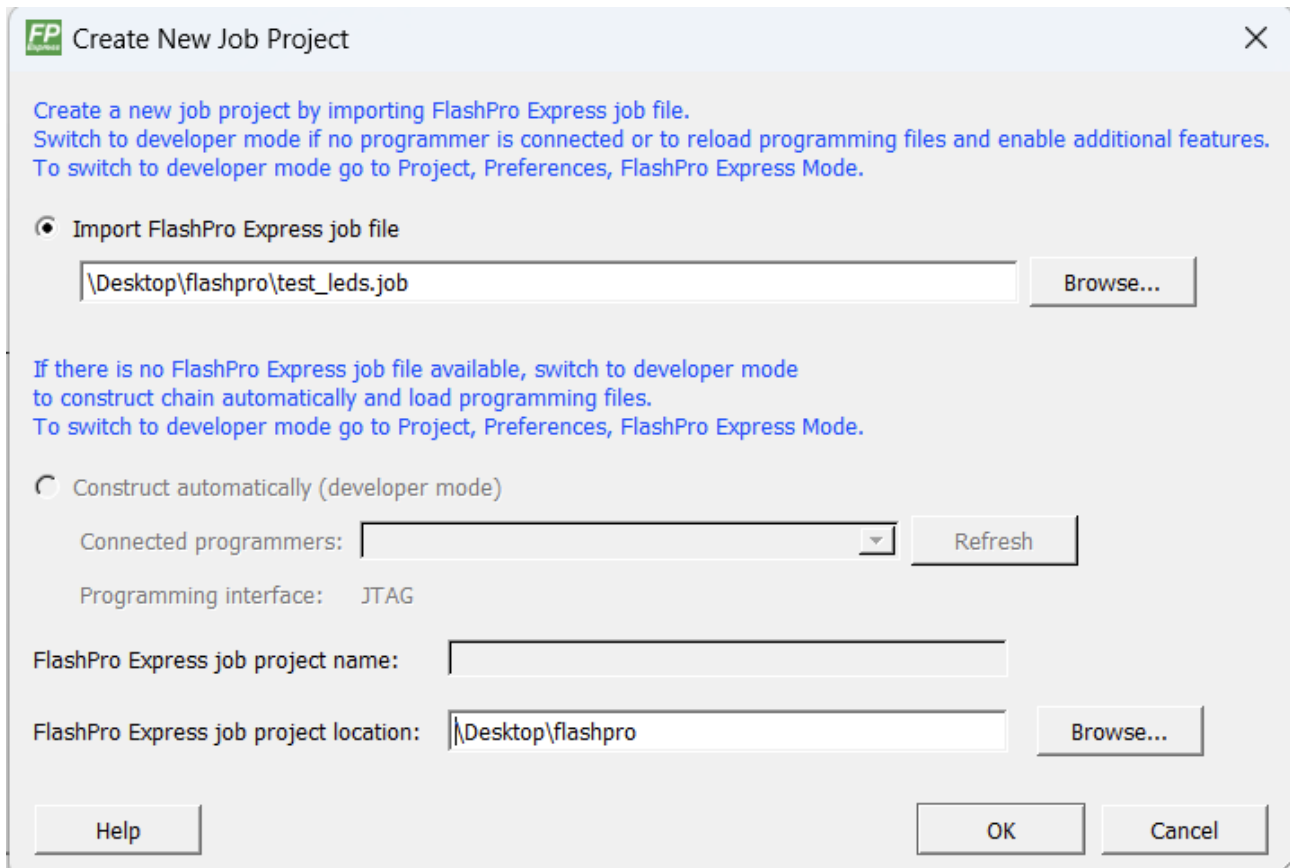 FP
Express
Create New Job Project
Create a new job project by importing FlashPro Express job file.
Switch to developer mode if no programmer is connected or to reload programming files and enable additional features.
To switch to developer mode go to Project, Preferences, FlashPro Express Mode.
Import FlashPro Express job file
\Desktop\flashpro\test_leds.job
Browse...
If there is no FlashPro Express job file available, switch to developer mode
to construct chain automatically and load programming files.
To switch to developer mode go to Project, Preferences, FlashPro Express Mode.
Construct automatically (developer mode)
Connected programmers:
Refresh
Programming interface: JTAG
FlashPro Express job project name:
FlashPro Express job project location: \Desktop\flashpro Browse...
Help OK Cancel